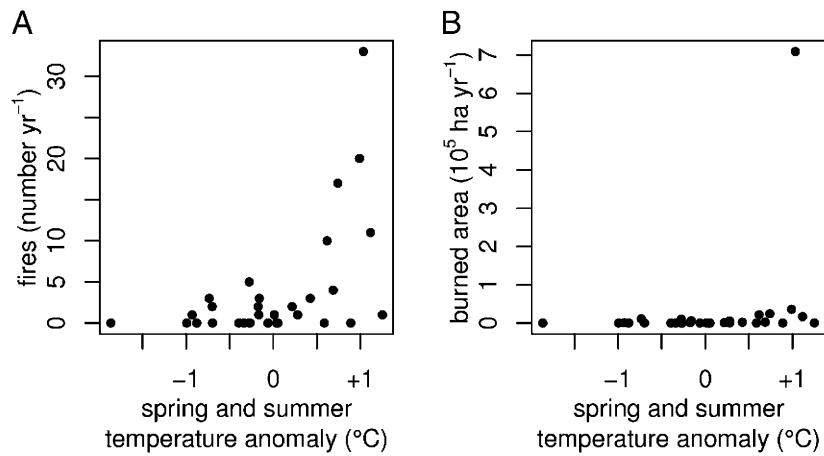 A
fires (number yr⁻¹)
30
20
10
5
0
−1
0
+1
spring and summer
temperature anomaly (°C)
B
burned area (10⁵ ha yr⁻¹)
7
6
5
4
3
2
1
0
−1
0
+1
spring and summer
temperature anomaly (°C)